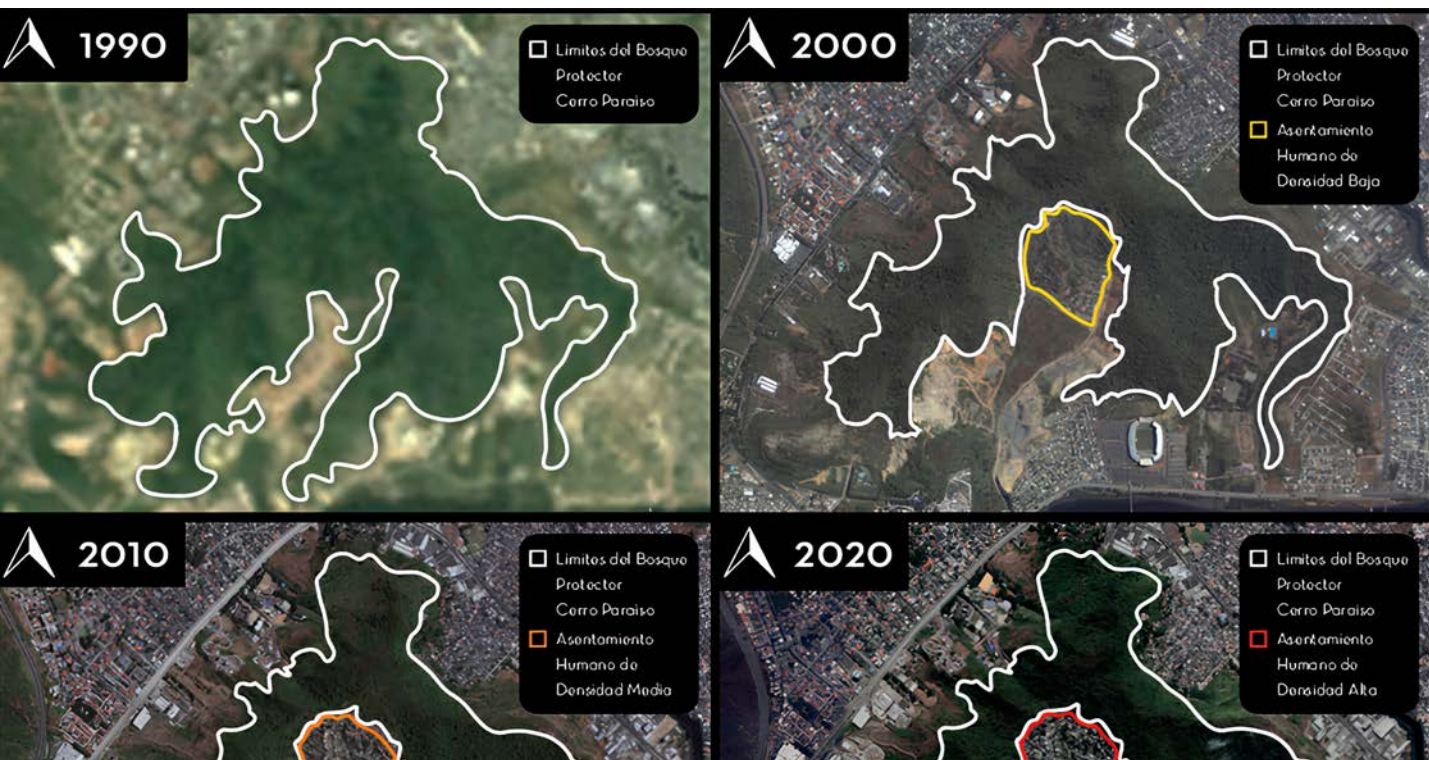 1990
Limites del Bosque
Protector
Cerro Paraiso
2000
Limites del Bosque
Protector
Cerro Paraiso
Asentamiento
Humano de
Densidad Baja
2010
Limites del Bosque
Protector
Cerro Paraiso
Asentamiento
Humano de
Densidad Media
2020
Limites del Bosque
Protector
Cerro Paraiso
Asentamiento
Humano de
Densidad Alta